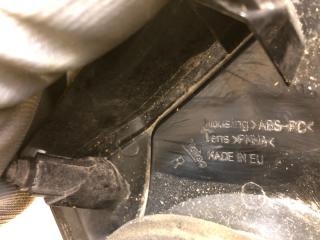 Housing >ABS-PC<
Lens >PMMA<
R
MADE IN EU